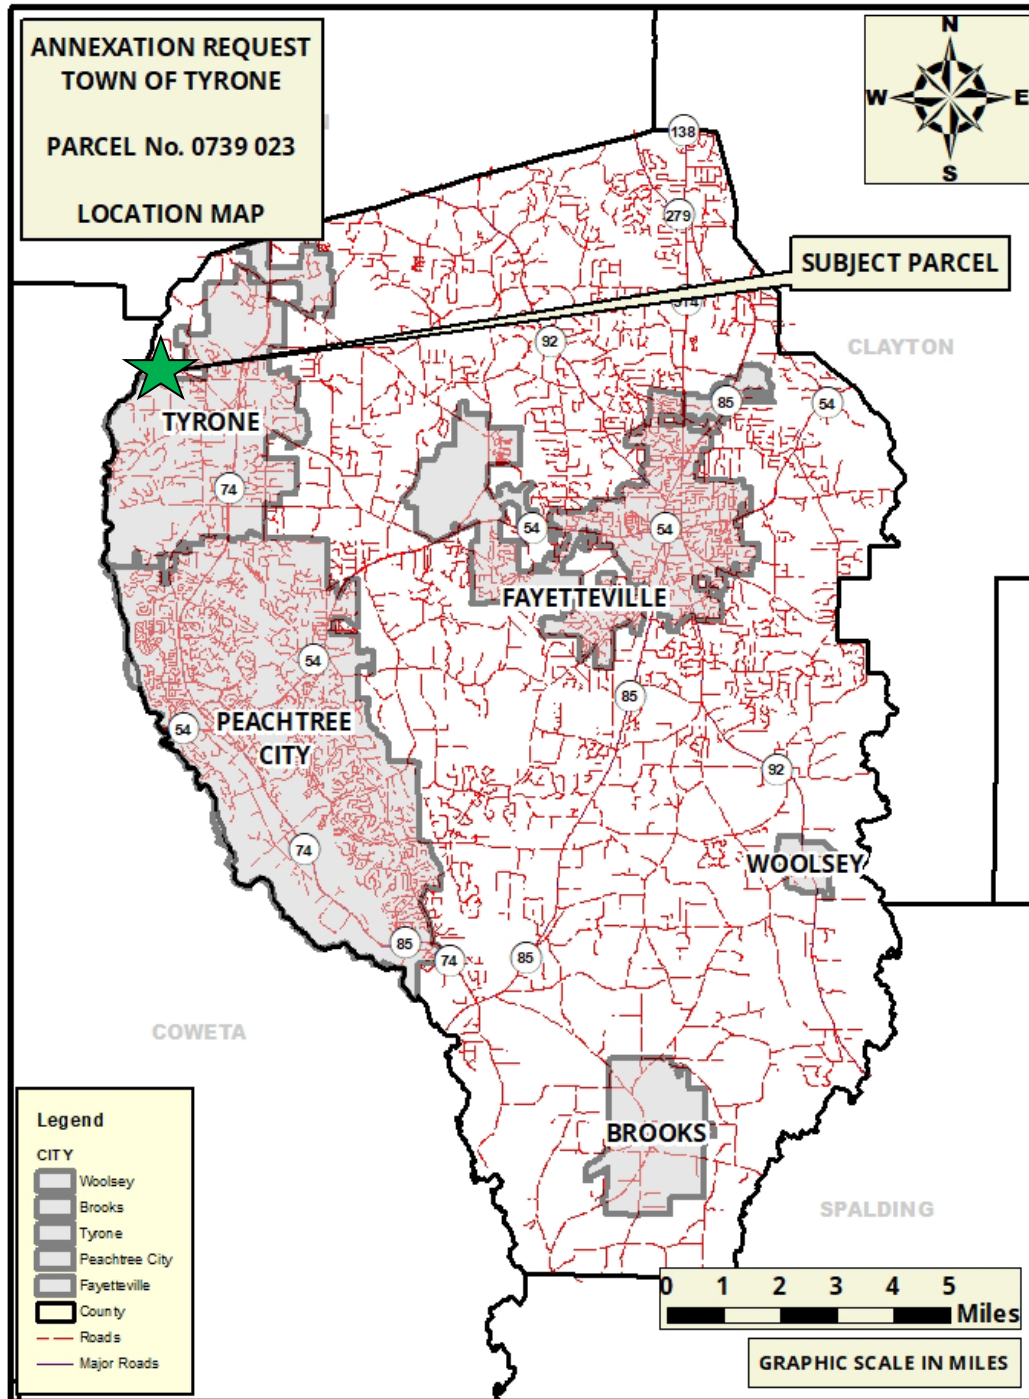 ANNEXATION REQUEST
TOWN OF TYRONE
PARCEL No. 0739 023
LOCATION MAP
N
W
E
S
138
279
SUBJECT PARCEL
92
CLAYTON
85
54
TYRONE
74
54
54
FAYETTEVILLE
54
85
54
PEACHTREE
CITY
92
74
WOOLSEY
85
74
85
COWETA
BROOKS
SPALDING
Legend
CITY
Woolsey
Brooks
Tyrone
Peachtree City
Fayetteville
County
Roads
Major Roads
0 1 2 3 4 5
Miles
GRAPHIC SCALE IN MILES